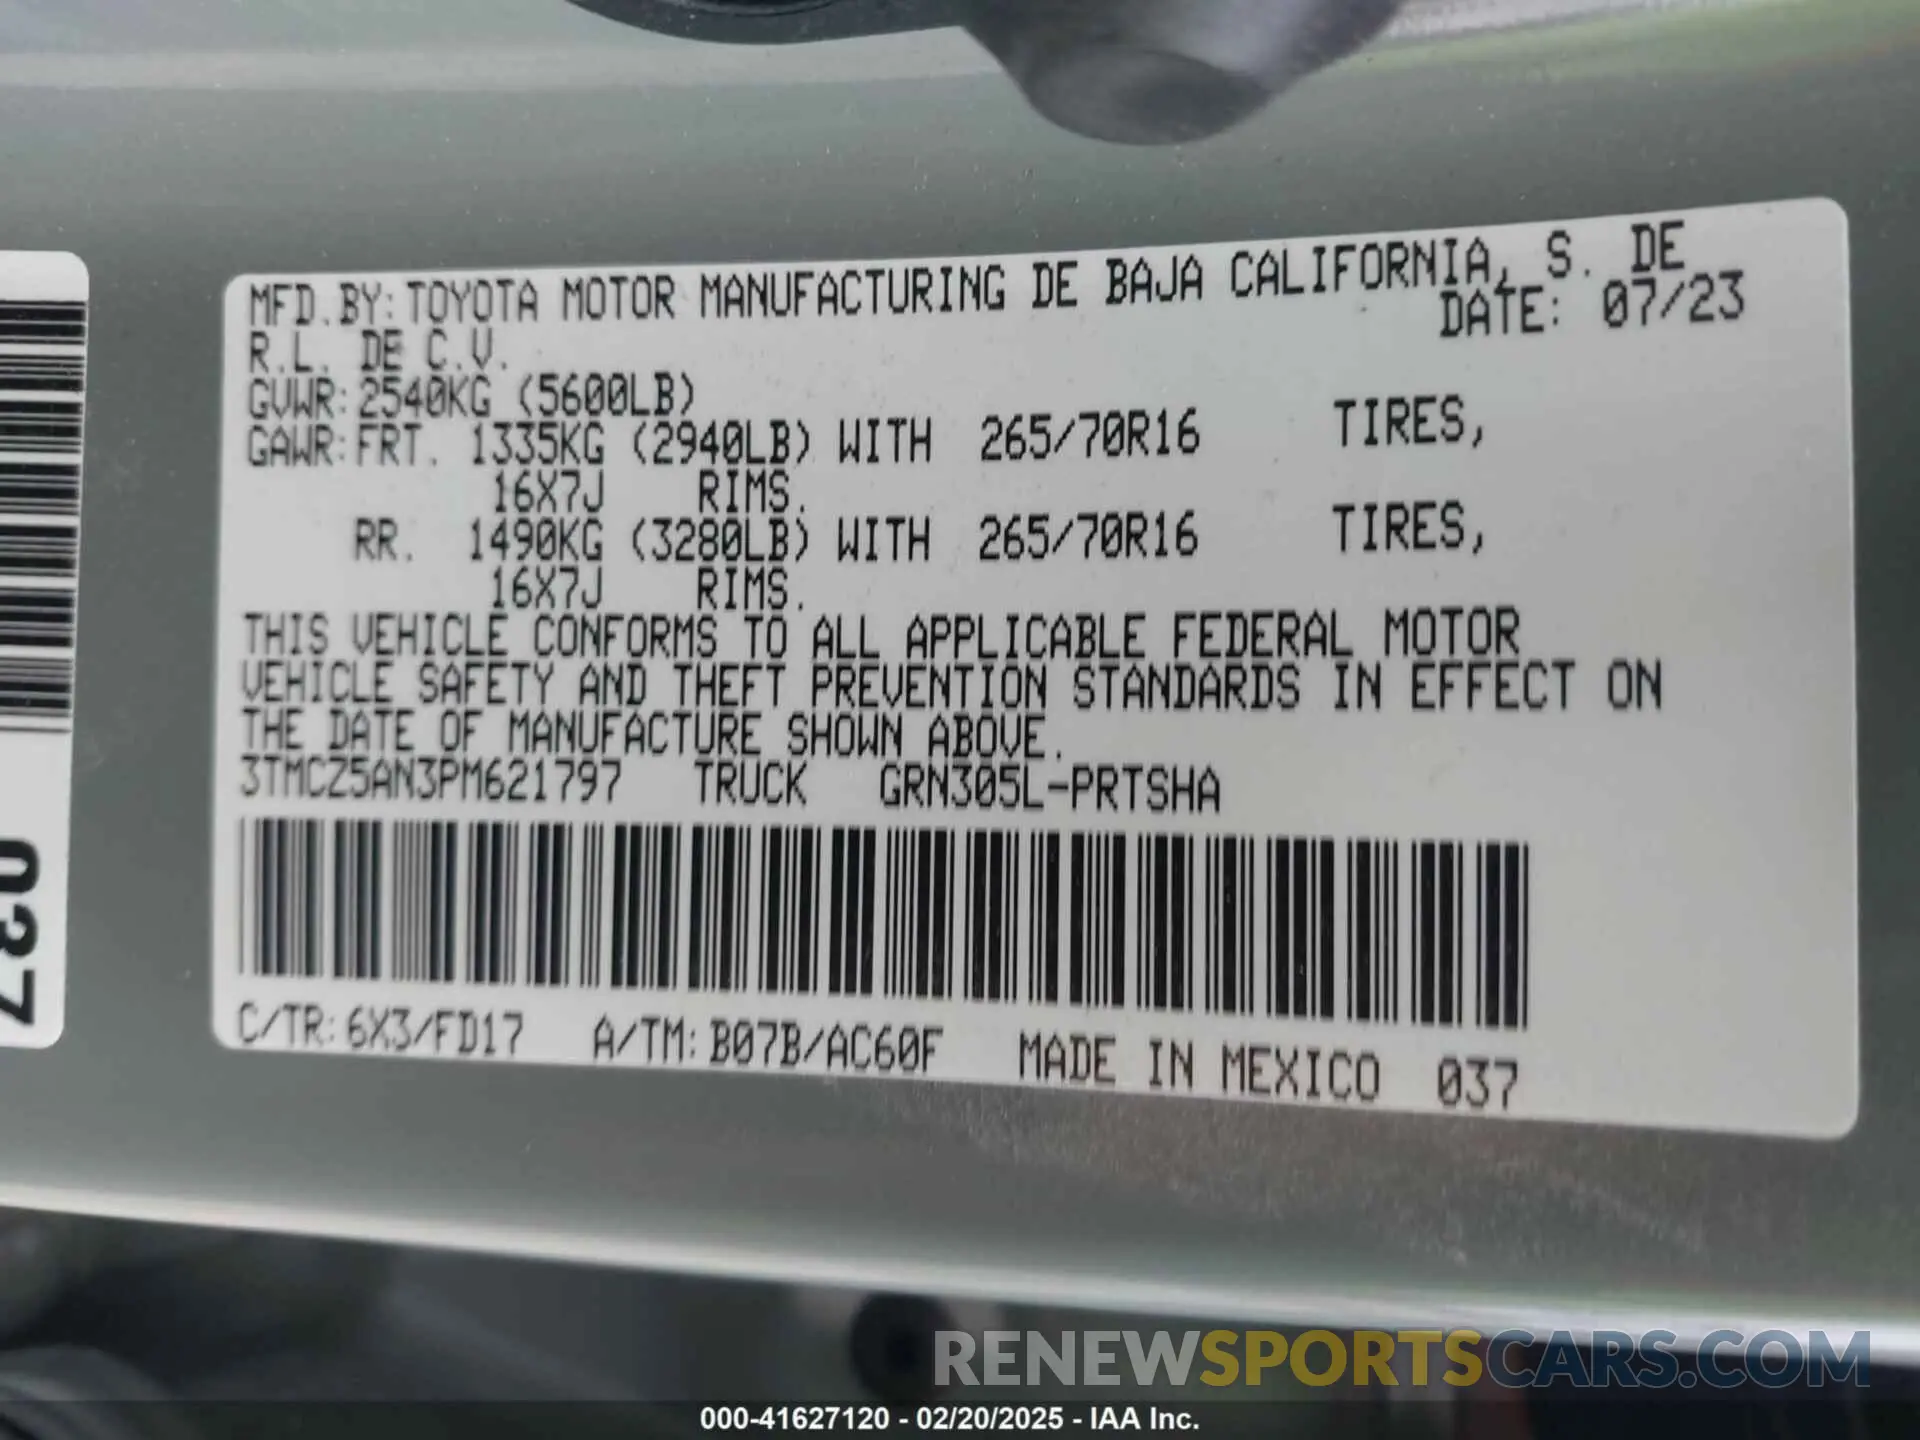 MFD. BY: TOYOTA MOTOR MANUFACTURING DE BAJA CALIFORNIA, S. DE
R.L. DE C.V.
DATE: 07/23
GVWR: 2540KG (5600LB)
GAWR: FRT. 1335KG (2940LB) WITH 265/70R16 TIRES,
16X7J RIMS.
RR. 1490KG (3280LB) WITH 265/70R16 TIRES,
16X7J RIMS.
THIS VEHICLE CONFORMS TO ALL APPLICABLE FEDERAL MOTOR
VEHICLE SAFETY AND THEFT PREVENTION STANDARDS IN EFFECT ON
THE DATE OF MANUFACTURE SHOWN ABOVE.
3TMCZ5AN3PM621797 TRUCK GRN305L-PRTSHA
C/TR: 6X3/FD17 A/TM: B07B/AC60F MADE IN MEXICO 037
037
RENEWSPORTSCARS.COM
000-41627120 - 02/20/2025 - IAA Inc.